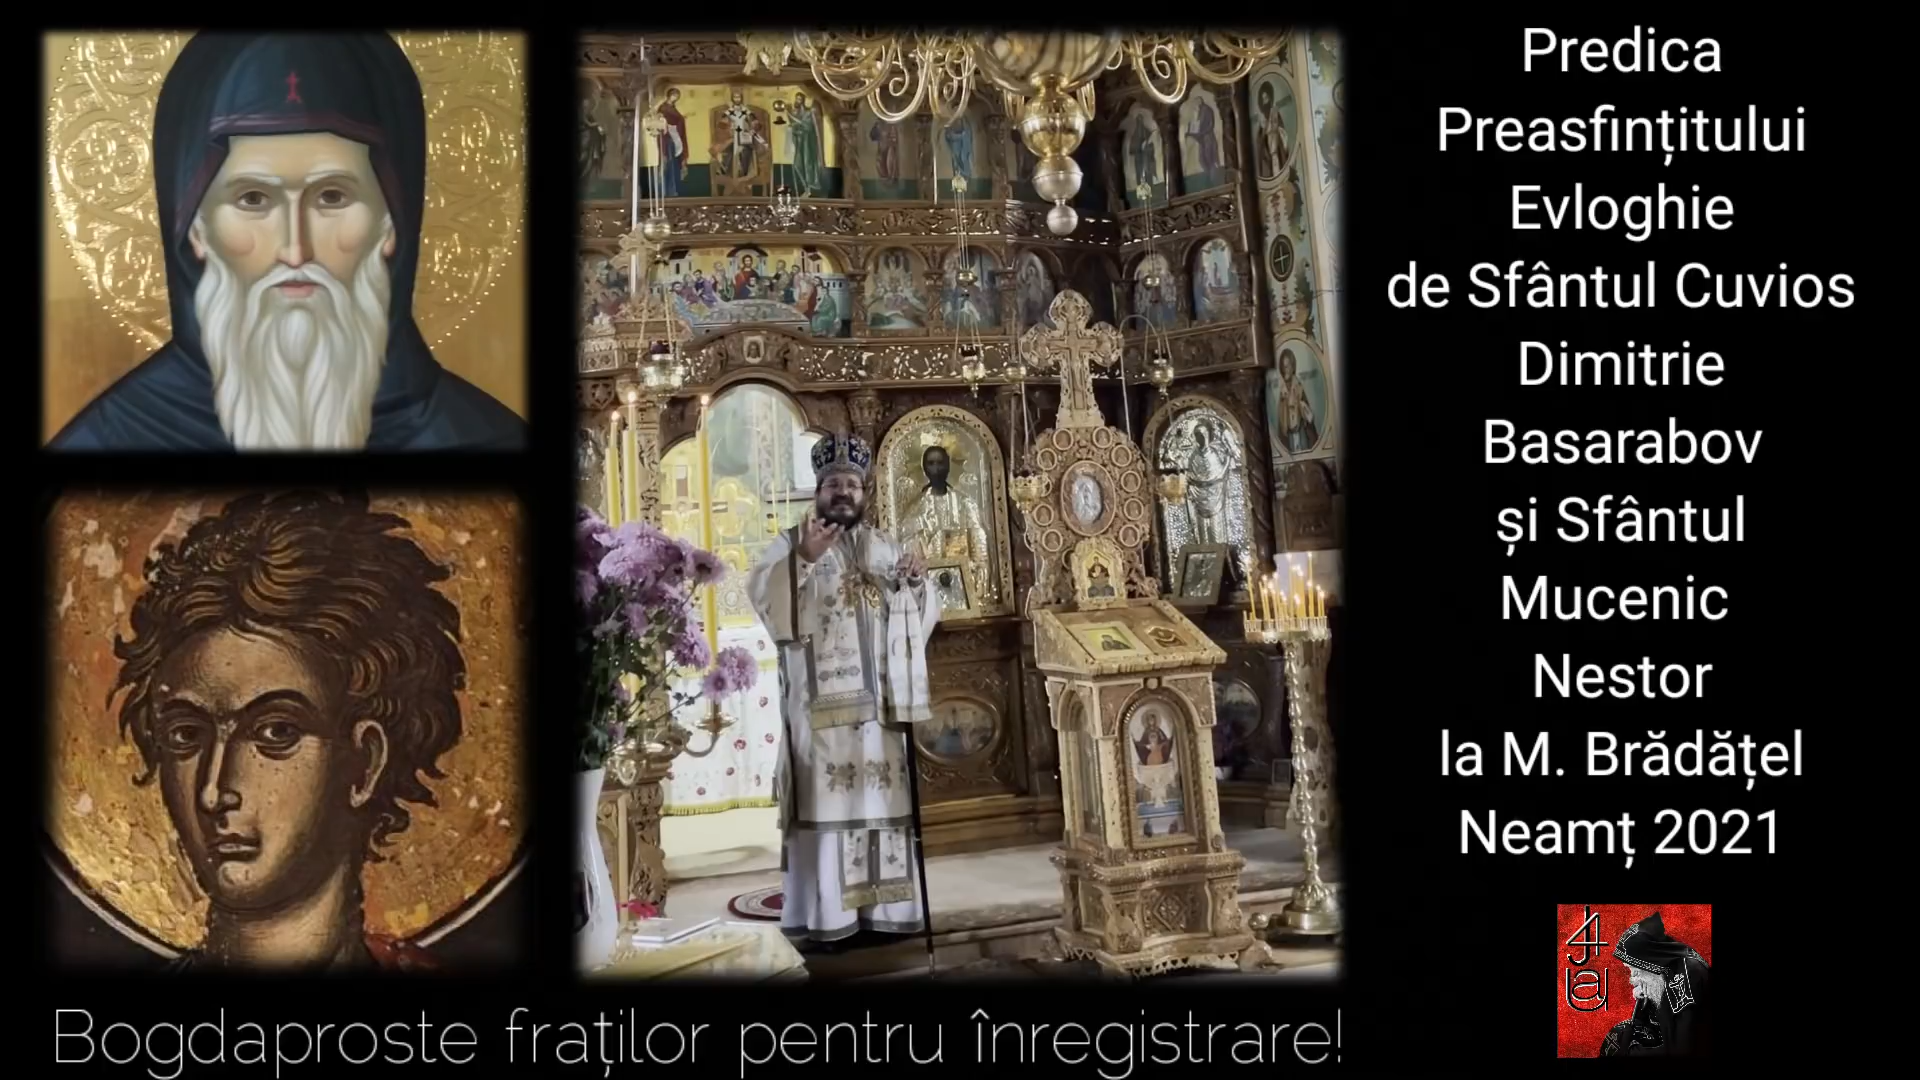 Predica
Preasfințitului
Evloghie
de Sfântul Cuvios
Dimitrie
Basarabov
și Sfântul
Mucenic
Nestor
la M. Brădățel
Neamț 2021
Bogdaproste fraților pentru înregistrare!